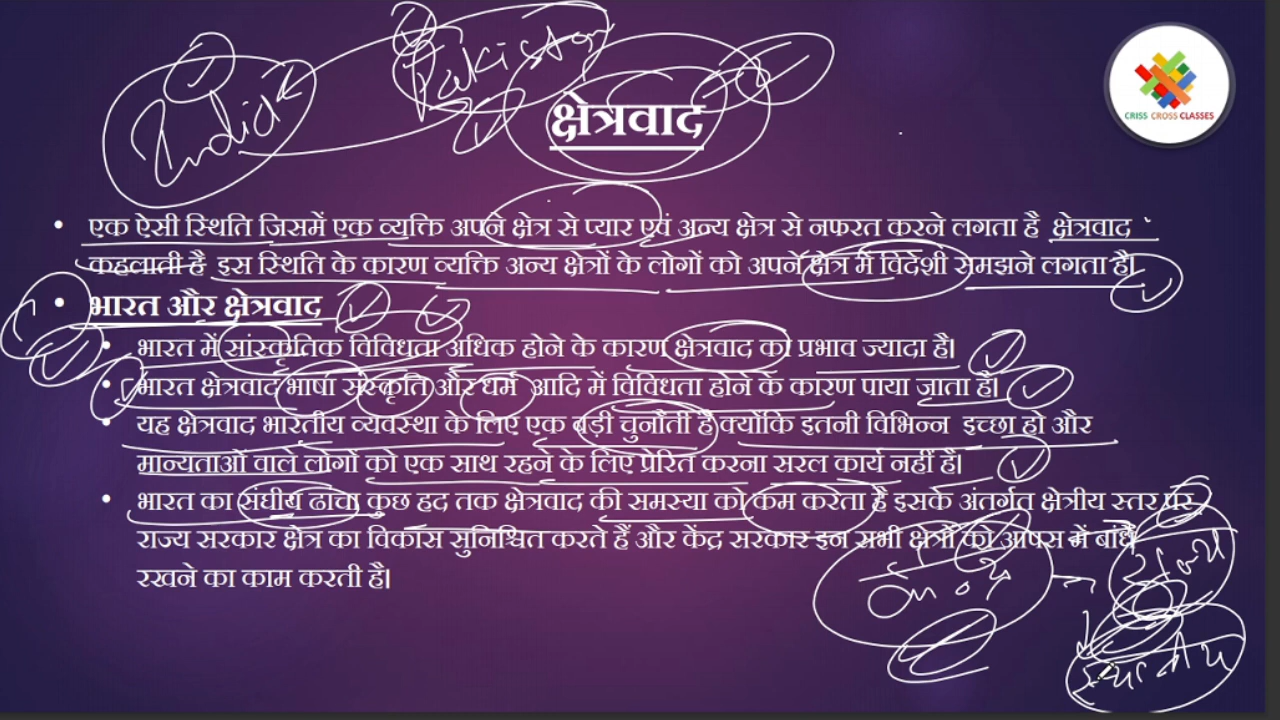 India
Pakistan
क्षेत्रवाद
CRISS CROSS CLASSES
• एक ऐसी स्थिति जिसमें एक व्यक्ति अपने क्षेत्र से प्यार एवं अन्य क्षेत्र से नफरत करने लगता है क्षेत्रवाद
कहलाती है इस स्थिति के कारण व्यक्ति अन्य क्षेत्रों के लोगों को अपने क्षेत्र में विदेशी समझने लगता है।
• भारत और क्षेत्रवाद
• भारत में सांस्कृतिक विविधता अधिक होने के कारण क्षेत्रवाद का प्रभाव ज्यादा है।
• भारत क्षेत्रवाद भाषा संस्कृति और धर्म आदि में विविधता होने के कारण पाया जाता है।
• यह क्षेत्रवाद भारतीय व्यवस्था के लिए एक बड़ी चुनौती है क्योंकि इतनी विभिन्न इच्छा हो और
मान्यताओं वाले लोगों को एक साथ रहने के लिए प्रेरित करना सरल कार्य नहीं है।
• भारत का संघीय ढांचा कुछ हद तक क्षेत्रवाद की समस्या को कम करता है इसके अंतर्गत क्षेत्रीय स्तर पर
राज्य सरकार क्षेत्र का विकास सुनिश्चित करते हैं और केंद्र सरकार इन सभी क्षेत्रों को आपस में बांधे
रखने का काम करती है।
केन्द्र
राज्य
स्थानीय